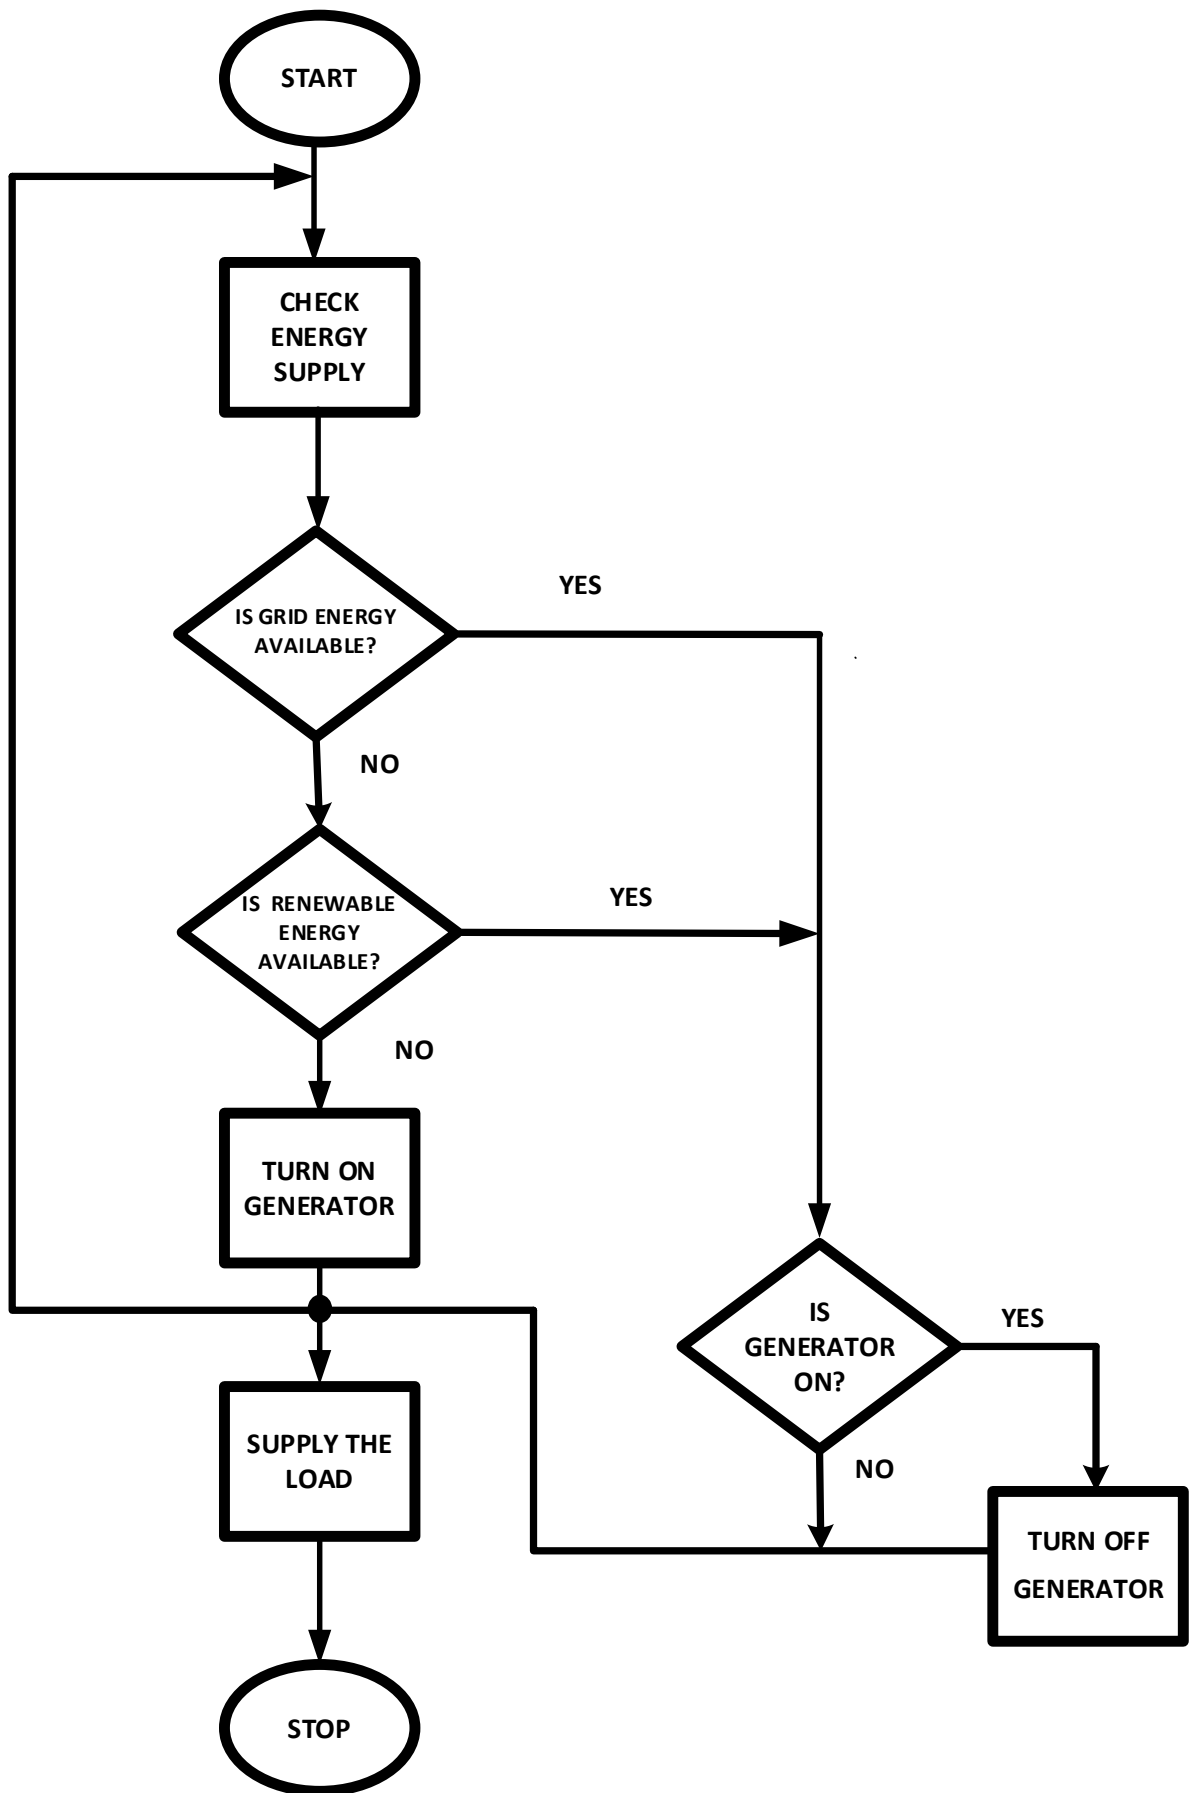 START
CHECK
ENERGY
SUPPLY
IS GRID ENERGY
AVAILABLE?
YES
NO
IS RENEWABLE
ENERGY
AVAILABLE?
YES
NO
TURN ON
GENERATOR
IS
GENERATOR
ON?
YES
NO
SUPPLY THE
LOAD
TURN OFF
GENERATOR
STOP